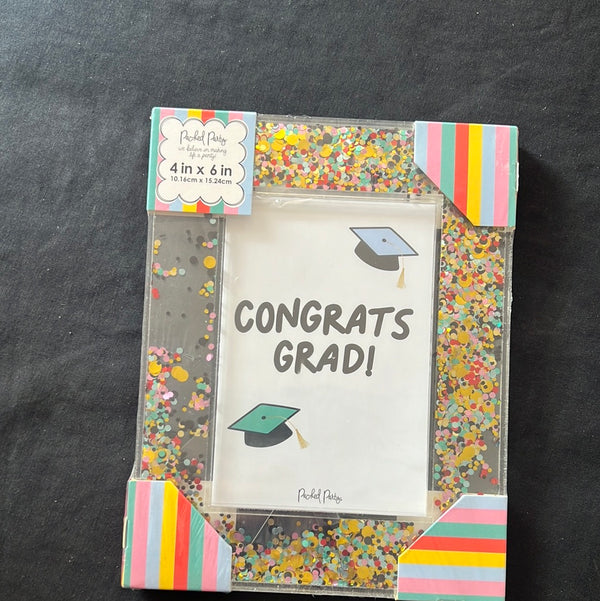 Packed Party
we believe in making
life a party!
4 in x 6 in
10.16cm x 15.24cm
CONGRATS
GRAD!
Packed Party